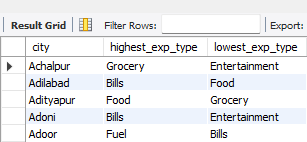 Result Grid Filter Rows: Export:
city highest_exp_type lowest_exp_type
Achalpur Grocery Entertainment
Adilabad Bills Food
Adityapur Food Grocery
Adoni Bills Entertainment
Adoor Fuel Bills